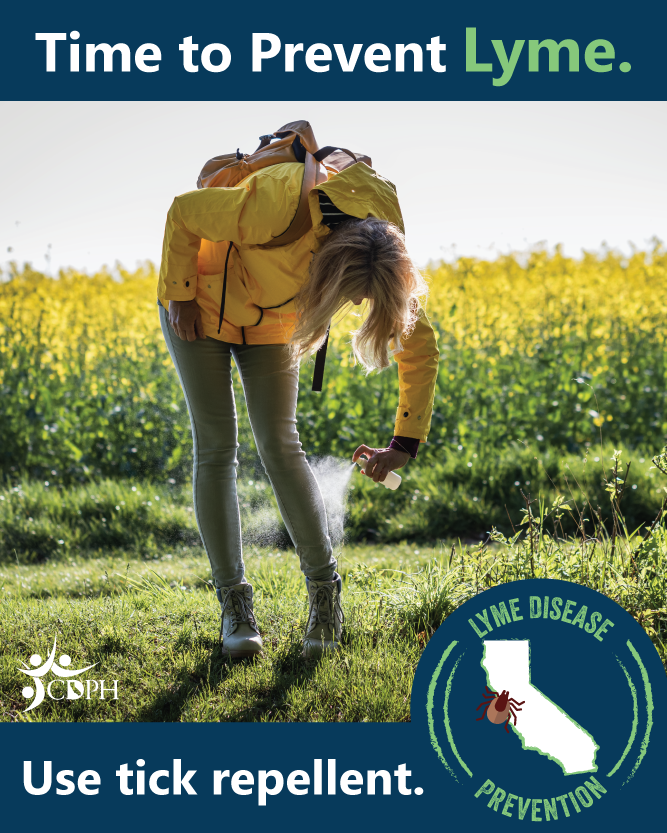 Time to Prevent Lyme.
CDPH
LYME DISEASE
PREVENTION
Use tick repellent.